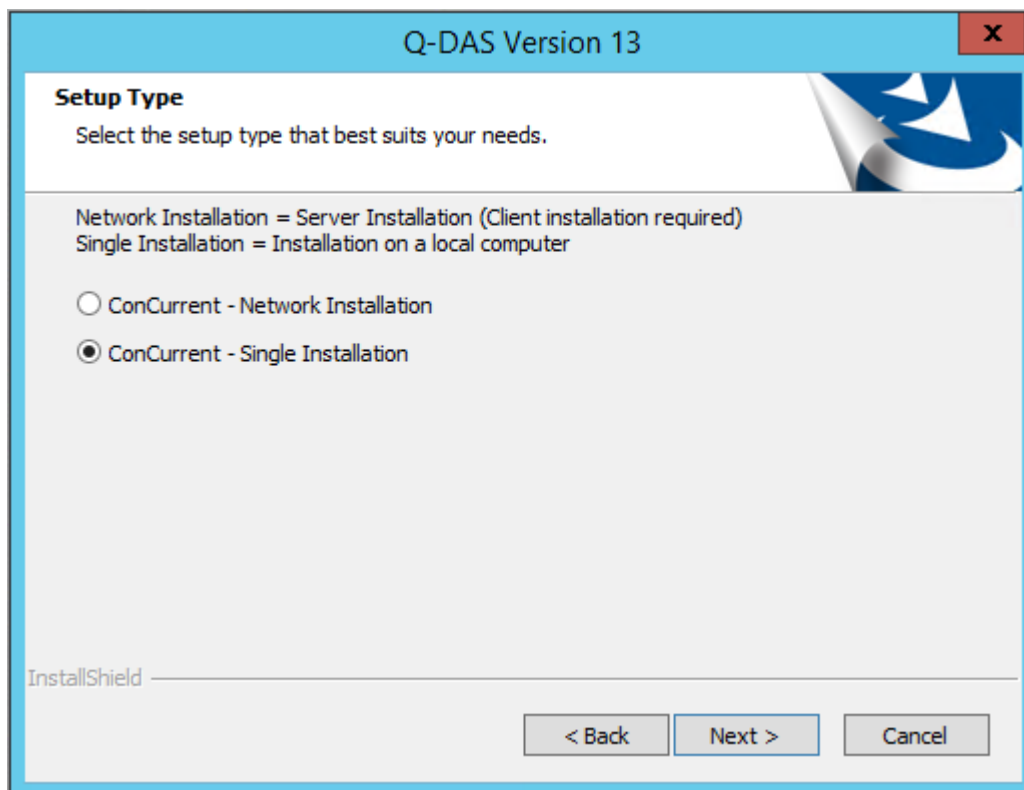 Q-DAS Version 13
x
Setup Type
Select the setup type that best suits your needs.
Network Installation = Server Installation (Client installation required)
Single Installation = Installation on a local computer
ConCurrent - Network Installation
ConCurrent - Single Installation
InstallShield
< Back
Next >
Cancel